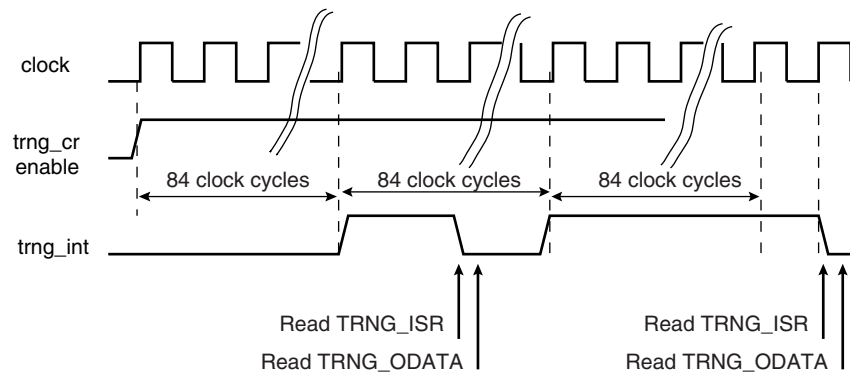 clock
trng_cr
enable
84 clock cycles 84 clock cycles 84 clock cycles
trng_int
Read TRNG_ISR Read TRNG_ISR
Read TRNG_ODATA Read TRNG_ODATA